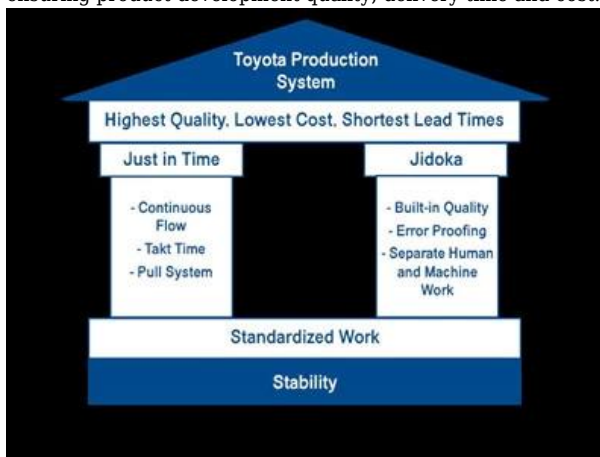 Toyota Production
System
Highest Quality, Lowest Cost, Shortest Lead Times
Just in Time
Jidoka
- Continuous
Flow
- Takt Time
- Pull System
- Built-in Quality
- Error Proofing
- Separate Human
and Machine
Work
Standardized Work
Stability